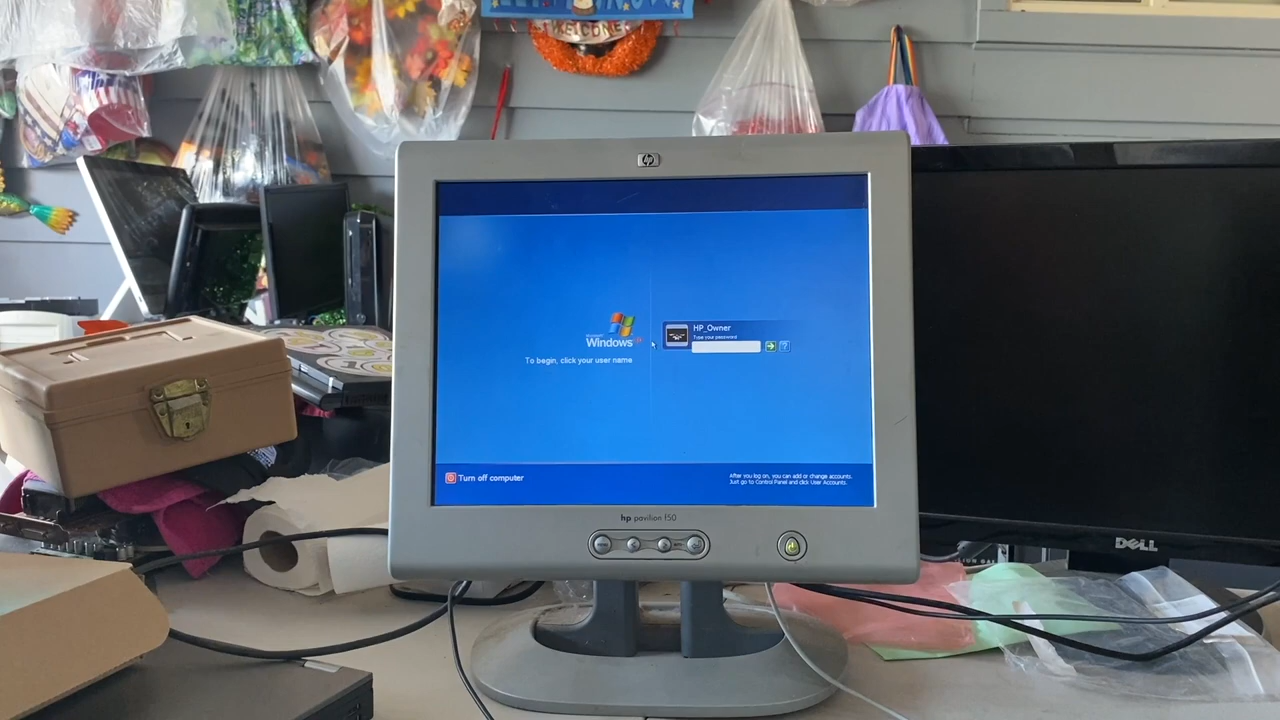 WELCOME
hp
Microsoft
Windows xp
To begin, click your user name
HP_Owner
Type your password
?
Turn off computer
After you log on, you can add or change accounts.
Just go to Control Panel and click User Accounts.
hp pavilion f50
DELL